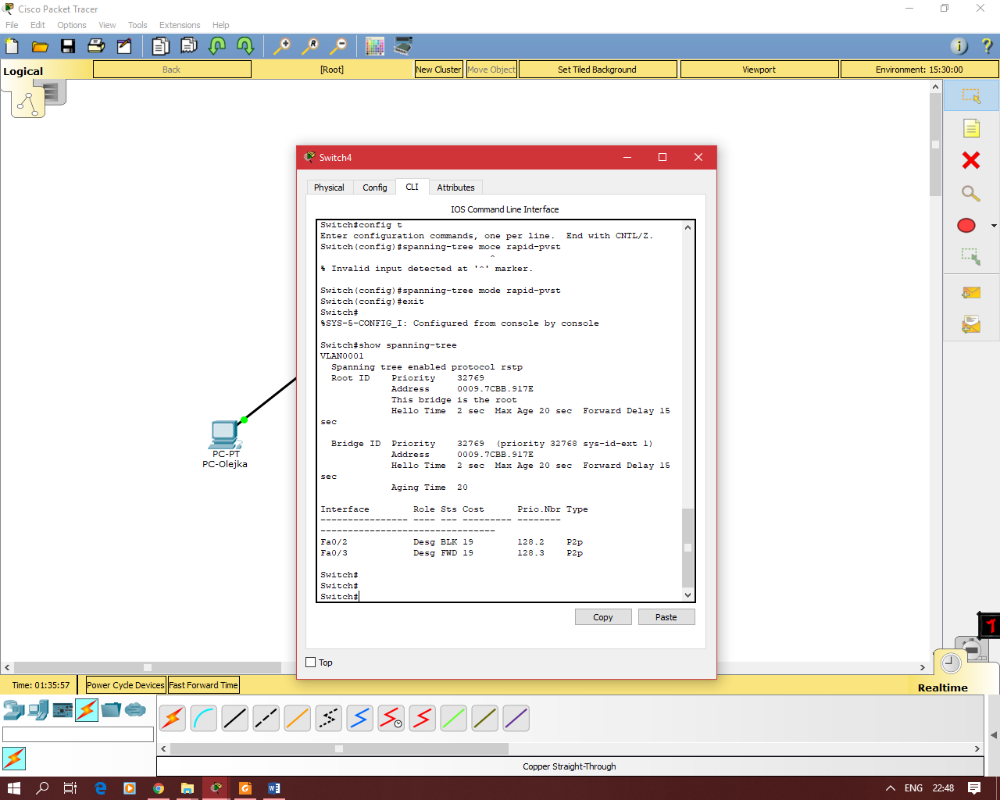 Cisco Packet Tracer
File Edit Options View Tools Extensions Help
Logical Back [Root] New Cluster Move Object Set Tiled Background Viewport Environment: 15:30:00
Switch4
Physical Config CLI Attributes
IOS Command Line Interface
Switch#config t
Enter configuration commands, one per line.  End with CNTL/Z.
Switch(config)#spanning-tree moce rapid-pvst
^
% Invalid input detected at '^' marker.
Switch(config)#spanning-tree mode rapid-pvst
Switch(config)#exit
Switch#
%SYS-5-CONFIG_I: Configured from console by console
Switch#show spanning-tree
VLAN0001
  Spanning tree enabled protocol rstp
  Root ID    Priority    32769
             Address     0009.7CBB.917E
             This bridge is the root
             Hello Time  2 sec  Max Age 20 sec  Forward Delay 15
sec
  Bridge ID  Priority    32769  (priority 32768 sys-id-ext 1)
             Address     0009.7CBB.917E
             Hello Time  2 sec  Max Age 20 sec  Forward Delay 15
sec
             Aging Time  20
Interface        Role Sts Cost      Prio.Nbr Type
---------------- ---- --- --------- --------
--------------------------------
Fa0/2            Desg BLK 19        128.2    P2p
Fa0/3            Desg FWD 19        128.3    P2p
Switch#
Switch#
Switch#
Copy Paste
Top
PC-PT
PC-Olejka
Time: 01:35:57 Power Cycle Devices Fast Forward Time
Realtime
Copper Straight-Through
ENG 22:48